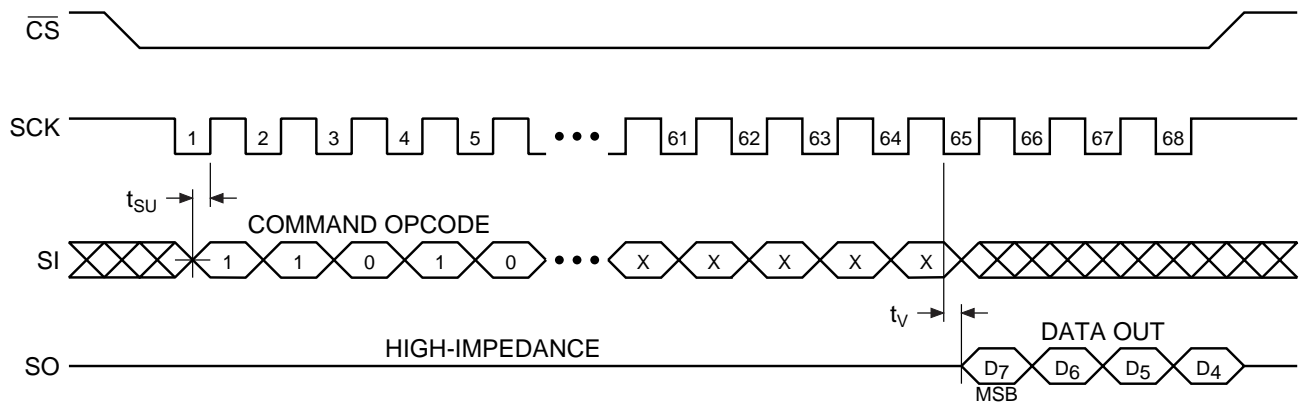 CS
SCK 1 2 3 4 5 ••• 61 62 63 64 65 66 67 68
tSU
COMMAND OPCODE
SI 1 1 0 1 0 ••• X X X X X
tV
DATA OUT
HIGH-IMPEDANCE
SO D7 D6 D5 D4
MSB